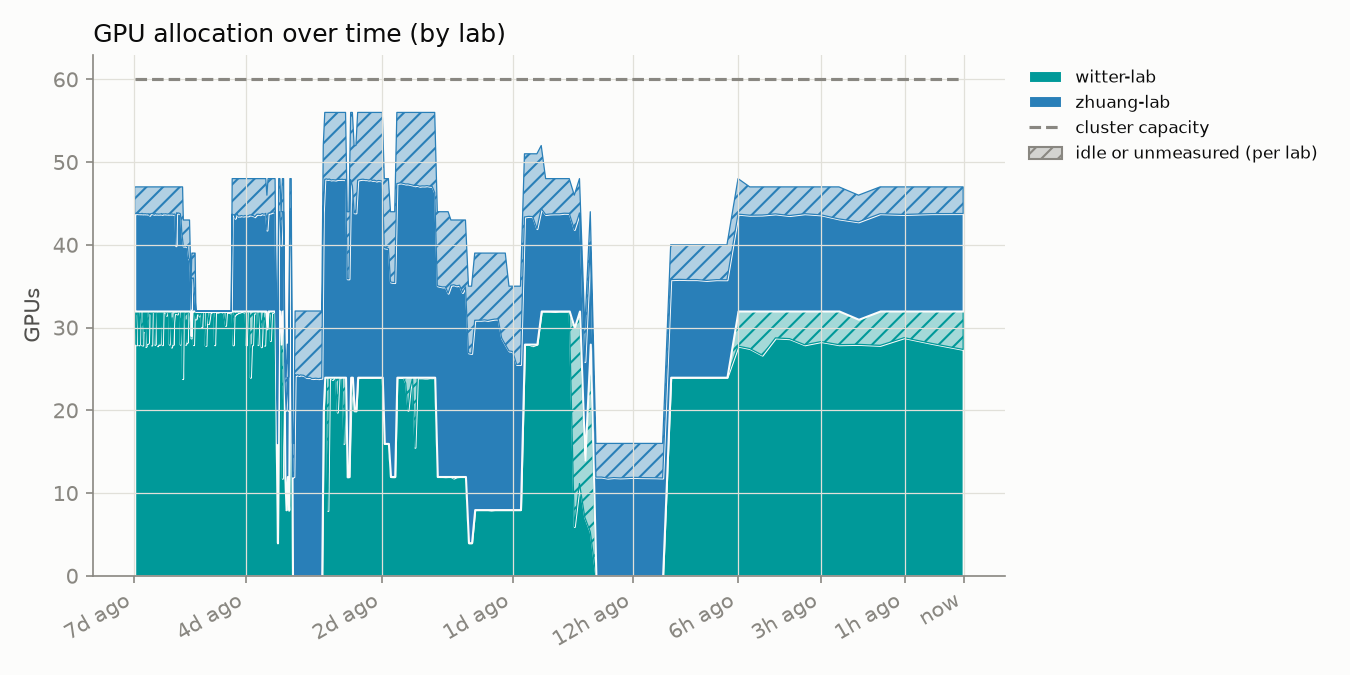 GPU allocation over time (by lab)
witter-lab
zhuang-lab
cluster capacity
idle or unmeasured (per lab)
GPUs
60
50
40
30
20
10
0
7d ago
4d ago
2d ago
1d ago
12h ago
6h ago
3h ago
1h ago
now